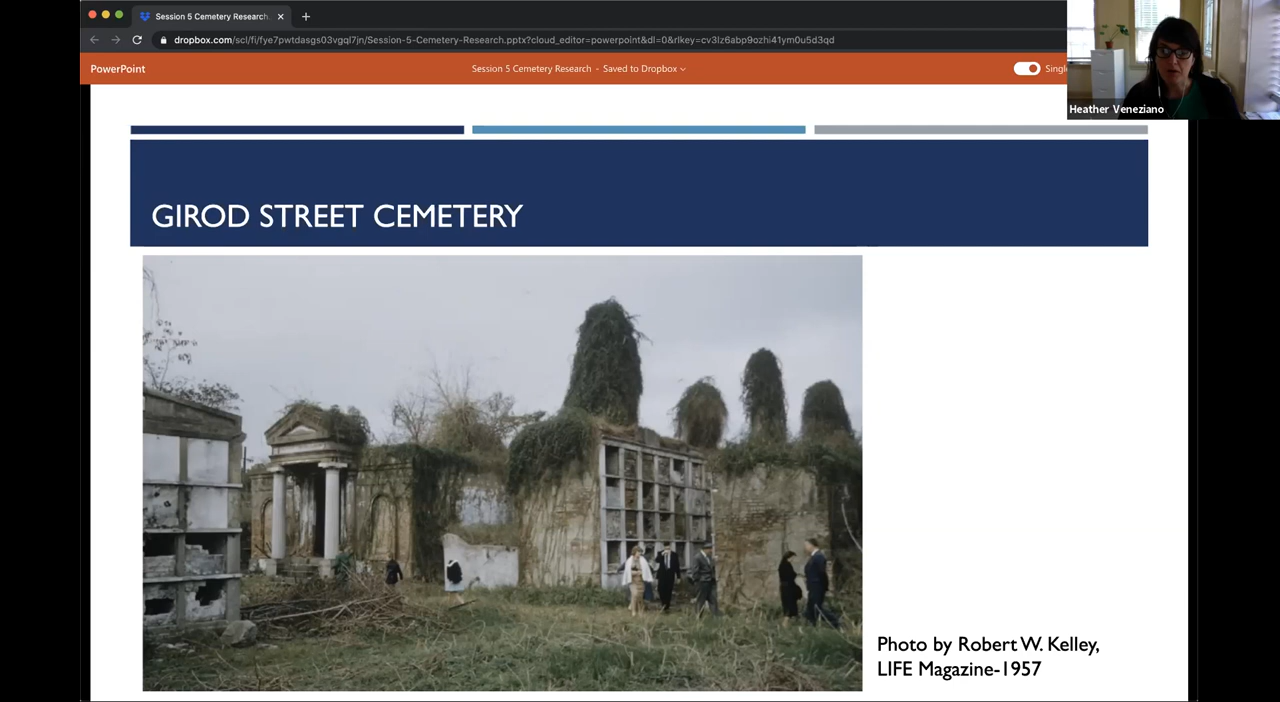 Session 5 Cemetery Research.
dropbox.com/scl/fi/fye7pwtdasgs03vgql7jn/Session-5-Cemetery-Research.pptx?cloud_editor=powerpoint&dl=0&rlkey=cv3lz6abp9ozhi41ym0u5d3qd
PowerPoint
Session 5 Cemetery Research - Saved to Dropbox
Singl
Heather Veneziano
GIROD STREET CEMETERY
Photo by Robert W. Kelley,
LIFE Magazine-1957